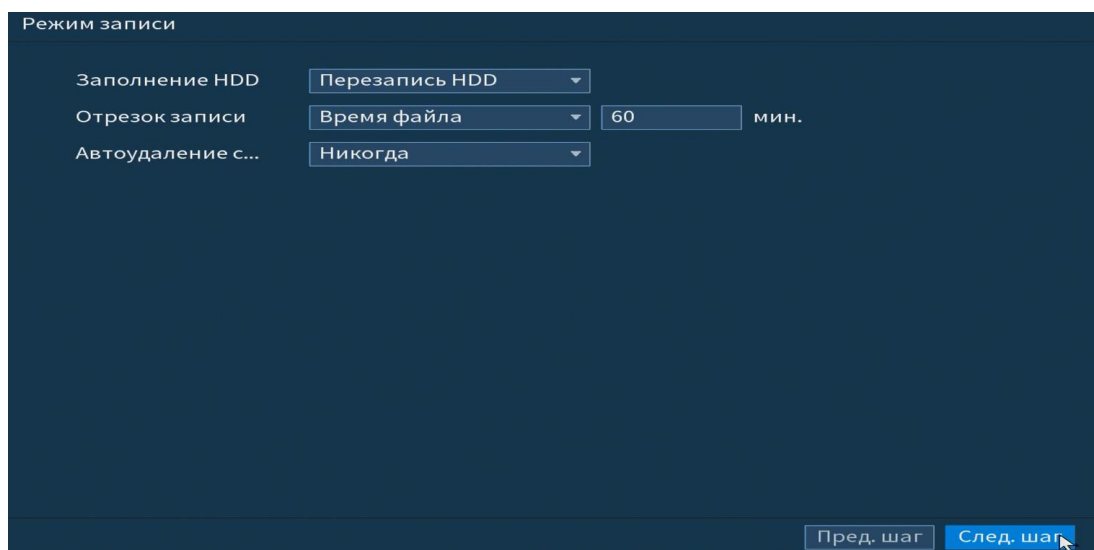 Режим записи
Заполнение HDD Перезапись HDD
Отрезок записи Время файла 60 мин.
Автоудаление с... Никогда
Пред. шаг След. шаг